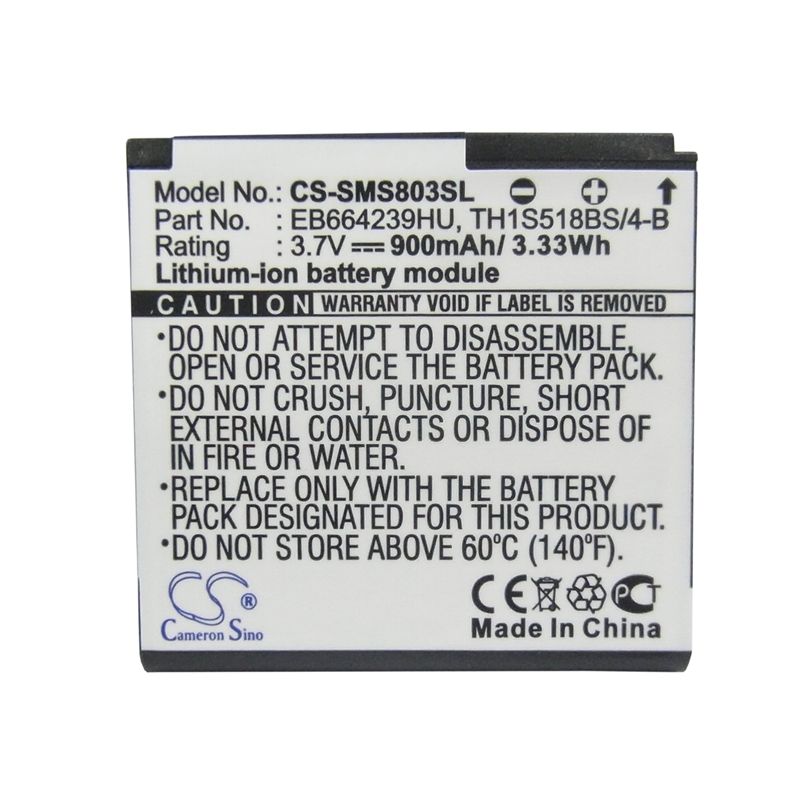 Model No.: CS-SMS803SL
Part No. : EB664239HU, TH1S518BS/4-B
Rating : 3.7V 900mAh/ 3.33Wh
Lithium-ion battery module
CAUTION WARRANTY VOID IF LABEL IS REMOVED
•DO NOT ATTEMPT TO DISASSEMBLE,
OPEN OR SERVICE THE BATTERY PACK.
•DO NOT CRUSH, PUNCTURE, SHORT
EXTERNAL CONTACTS OR DISPOSE OF
IN FIRE OR WATER.
•REPLACE ONLY WITH THE BATTERY
PACK DESIGNATED FOR THIS PRODUCT.
•DO NOT STORE ABOVE 60ºC (140ºF).
CS®
Cameron Sino
CE PCT
Made In China